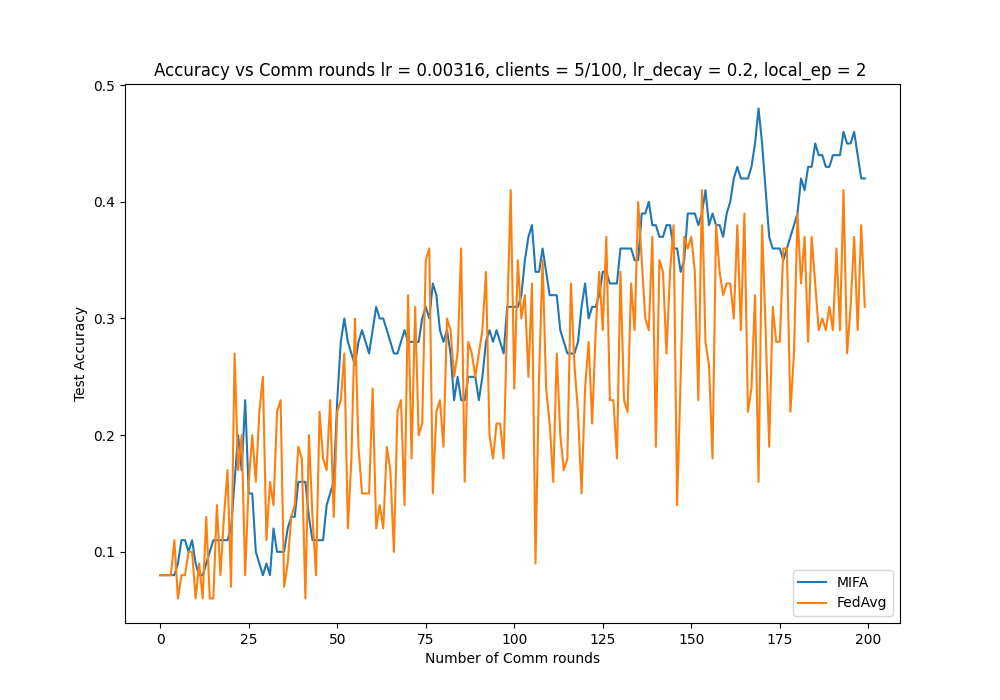 Accuracy vs Comm rounds lr = 0.00316, clients = 5/100, lr_decay = 0.2, local_ep = 2
Test Accuracy
0.5
0.4
0.3
0.2
0.1
0 25 50 75 100 125 150 175 200
Number of Comm rounds
MIFA
FedAvg